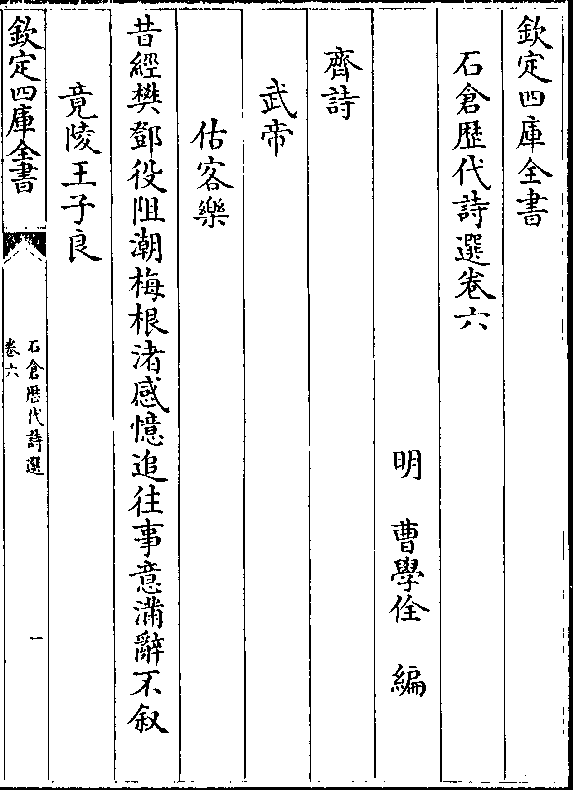 欽定四庫全書
石倉歴代詩選卷六
明 曹學佺 編
齊詩
武帝
估客樂
昔經樊鄧役阻潮梅根渚感憶追往事意滿辭不叙
竟陵王子良
欽定四庫全書
石倉歴代詩選
卷六
一